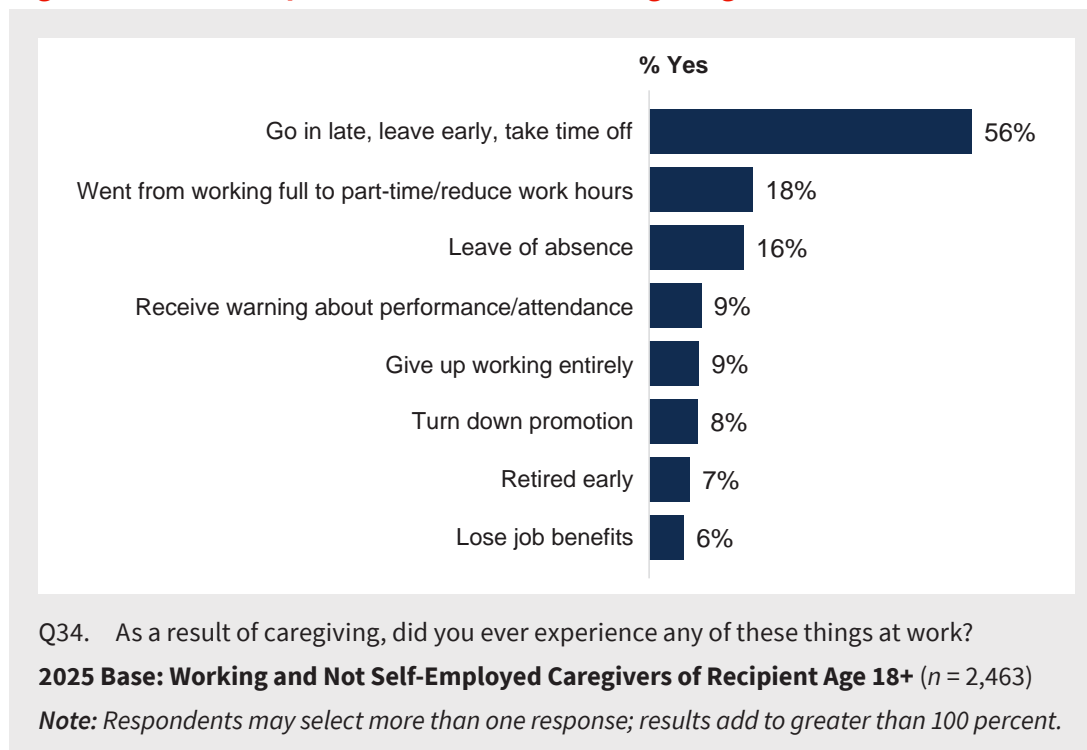 % Yes
Go in late, leave early, take time off 56%
Went from working full to part-time/reduce work hours 18%
Leave of absence 16%
Receive warning about performance/attendance 9%
Give up working entirely 9%
Turn down promotion 8%
Retired early 7%
Lose job benefits 6%
Q34. As a result of caregiving, did you ever experience any of these things at work?
2025 Base: Working and Not Self-Employed Caregivers of Recipient Age 18+ (n = 2,463)
Note: Respondents may select more than one response; results add to greater than 100 percent.